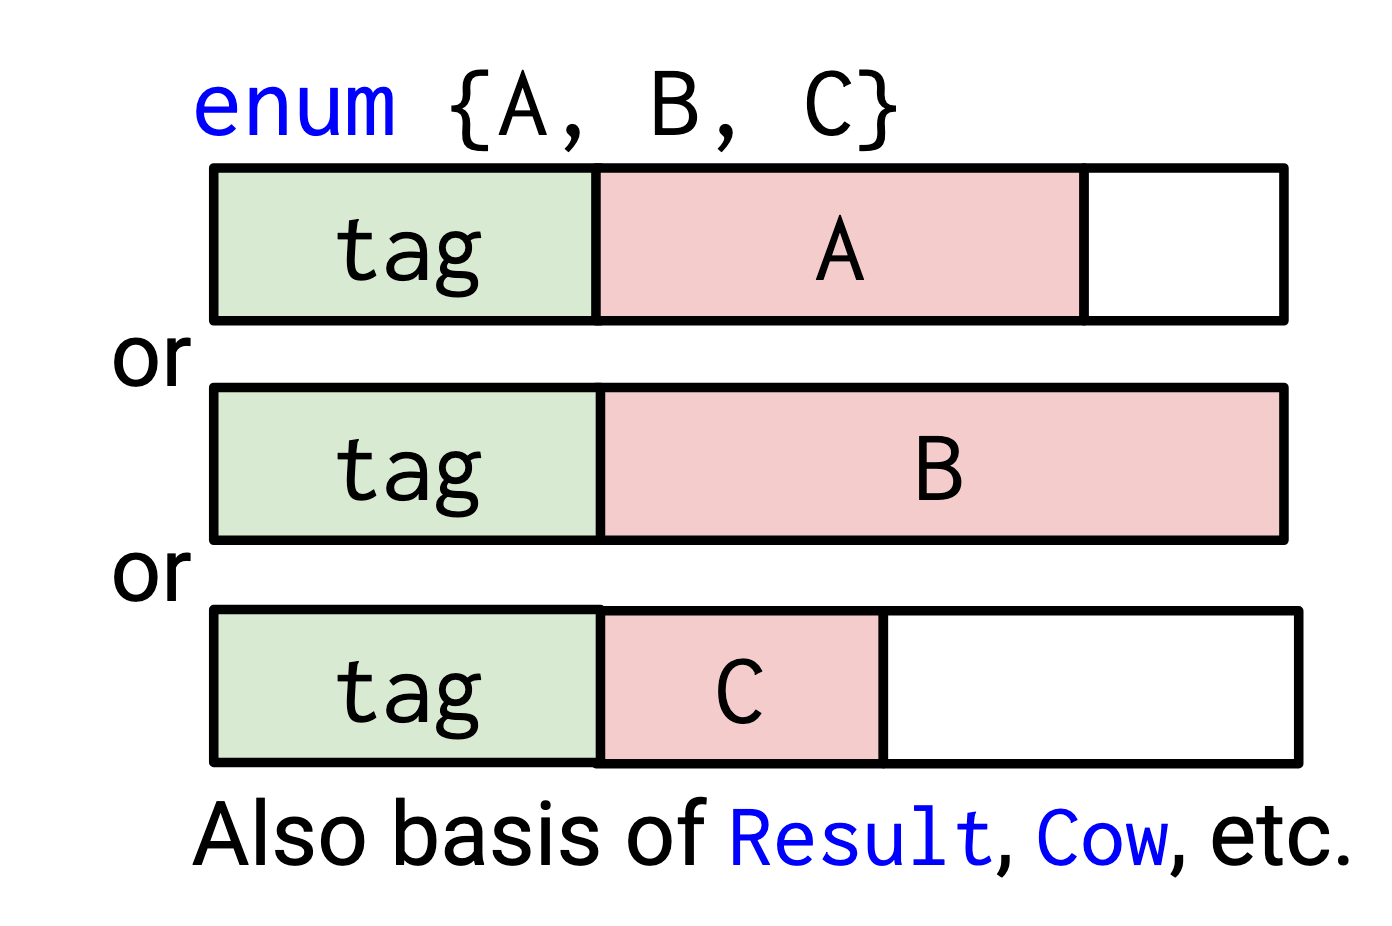 enum {A, B, C}
tag A
or
tag B
or
tag C
Also basis of Result, Cow, etc.